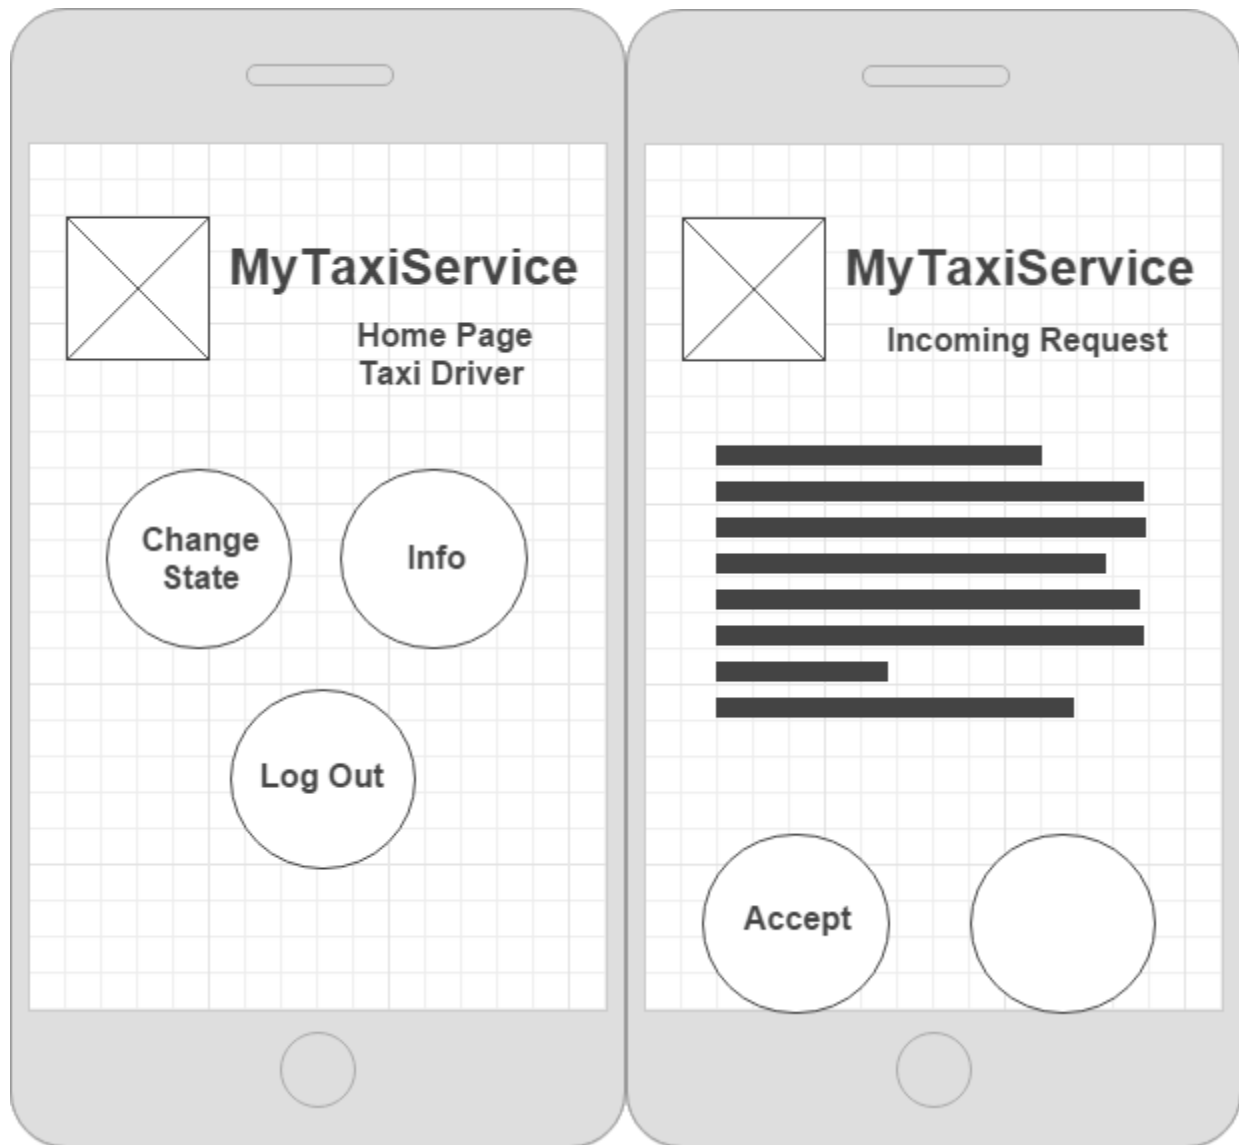 MyTaxiService
Home Page
Taxi Driver
Change
State
Info
Log Out
MyTaxiService
Incoming Request
Accept